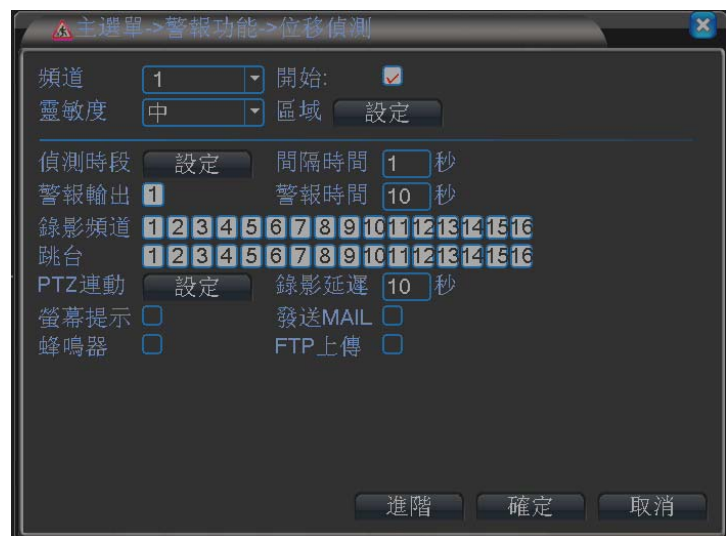 主選單->警報功能->位移偵測
頻道 1 開始:
靈敏度 中 區域 設定
偵測時段 設定 間隔時間 1 秒
警報輸出 1 警報時間 10 秒
錄影頻道 1 2 3 4 5 6 7 8 9 10 11 12 13 14 15 16
跳台 1 2 3 4 5 6 7 8 9 10 11 12 13 14 15 16
PTZ連動 設定 錄影延遲 10 秒
螢幕提示 發送MAIL
蜂鳴器 FTP上傳
進階 確定 取消